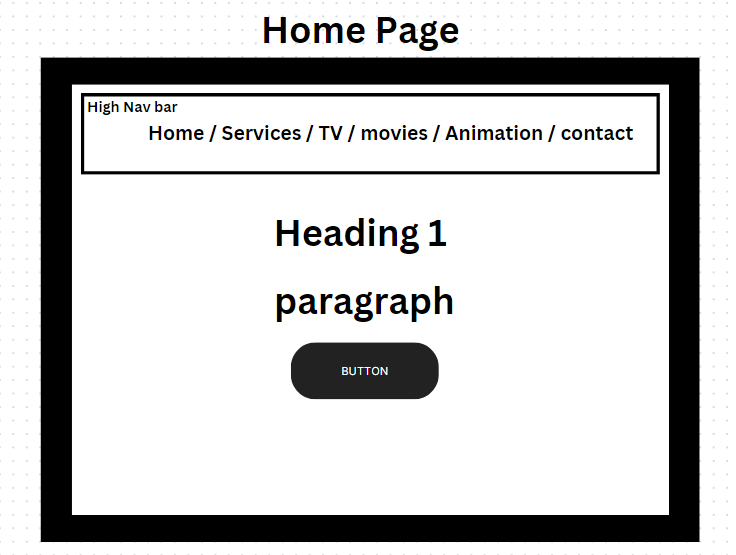 Home Page
High Nav bar
Home / Services / TV / movies / Animation / contact
Heading 1
paragraph
BUTTON